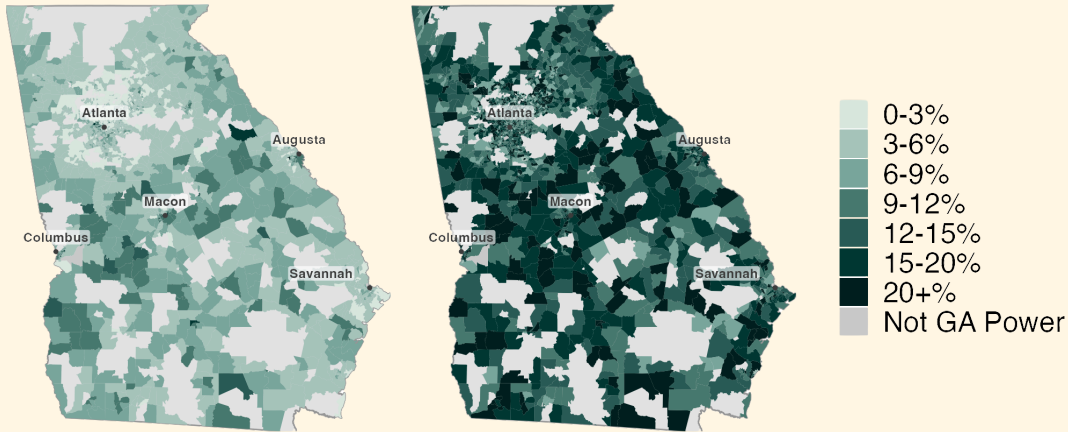 Atlanta
Augusta
Macon
Columbus
Savannah
Atlanta
Augusta
Macon
Columbus
Savannah
0-3%
3-6%
6-9%
9-12%
12-15%
15-20%
20+%
Not GA Power